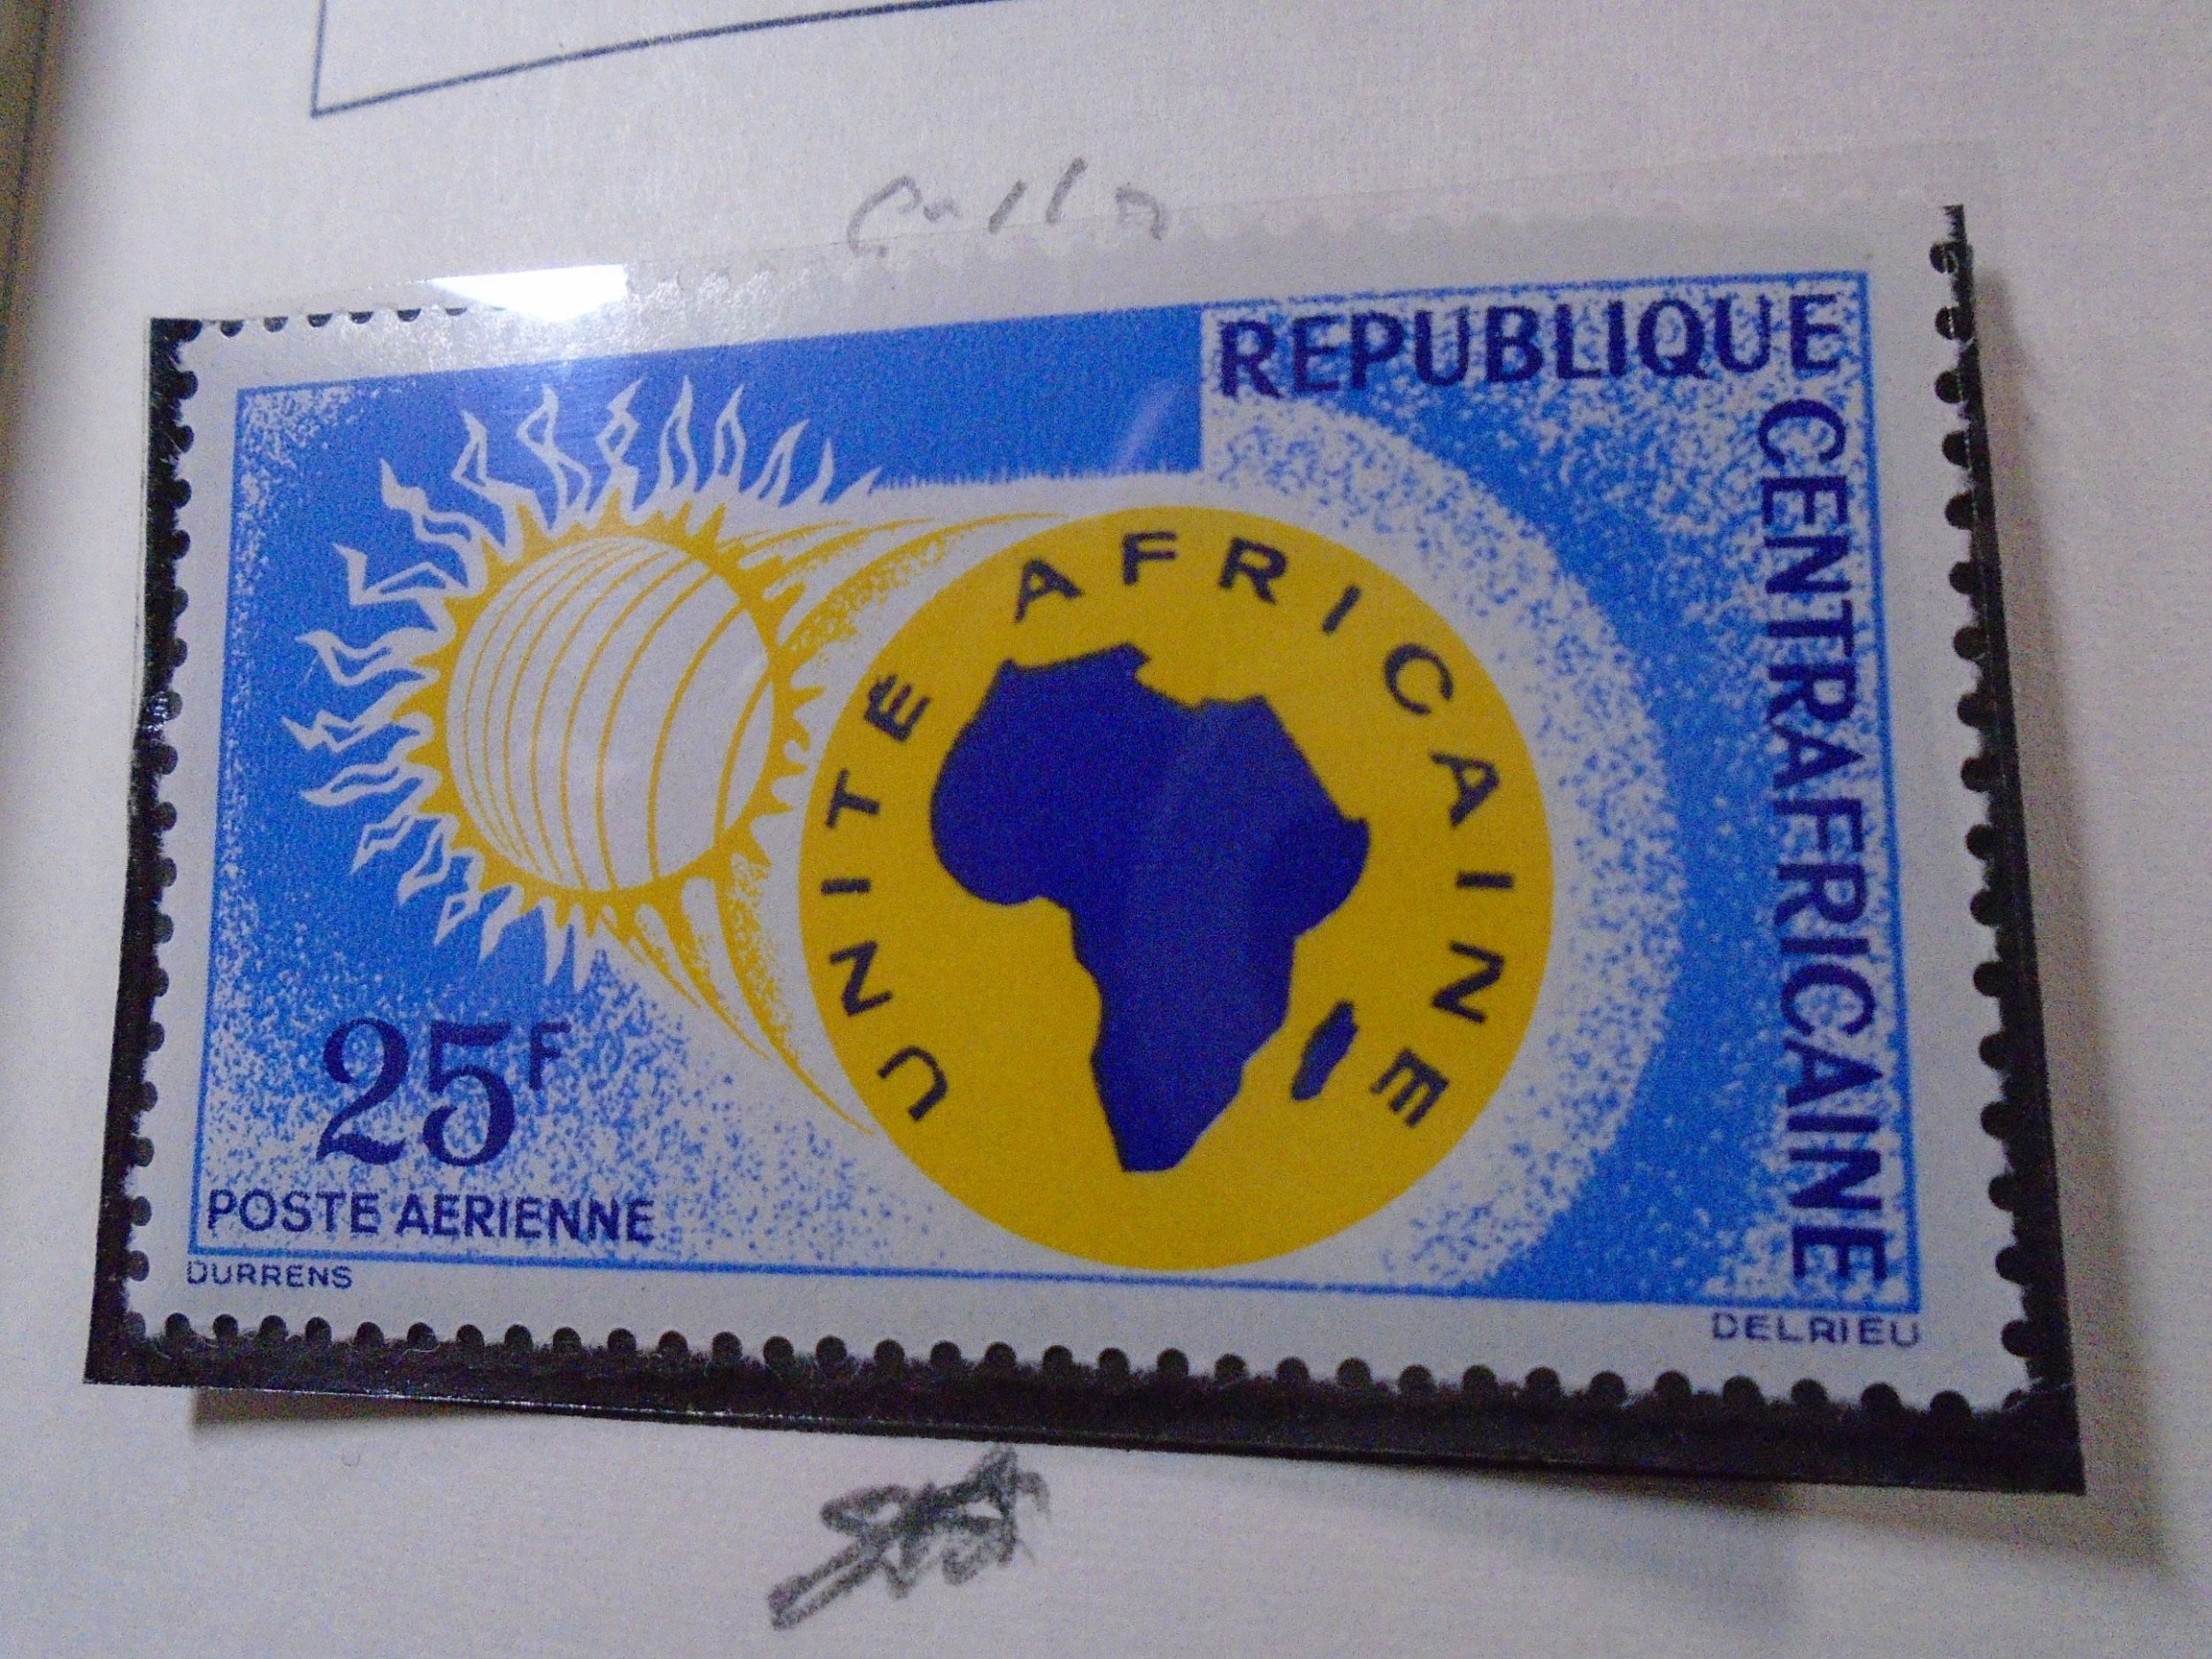 REPUBLIQUE CENTRAFRICAINE
UNITÉ AFRICAINE
25F
POSTE AERIENNE
DURRENS
DELRIEU